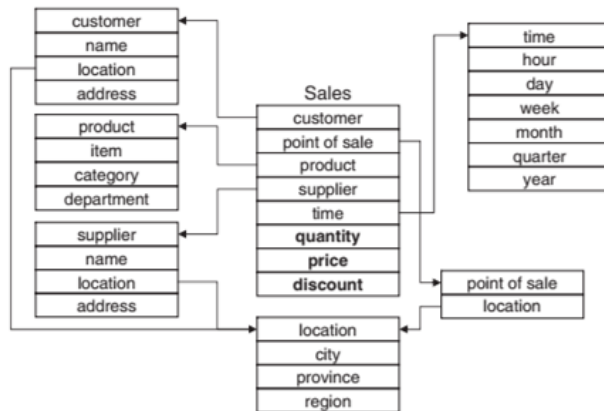 customer
name
location
address
product
item
category
department
supplier
name
location
address
Sales
customer
point of sale
product
supplier
time
quantity
price
discount
location
city
province
region
time
hour
day
week
month
quarter
year
point of sale
location